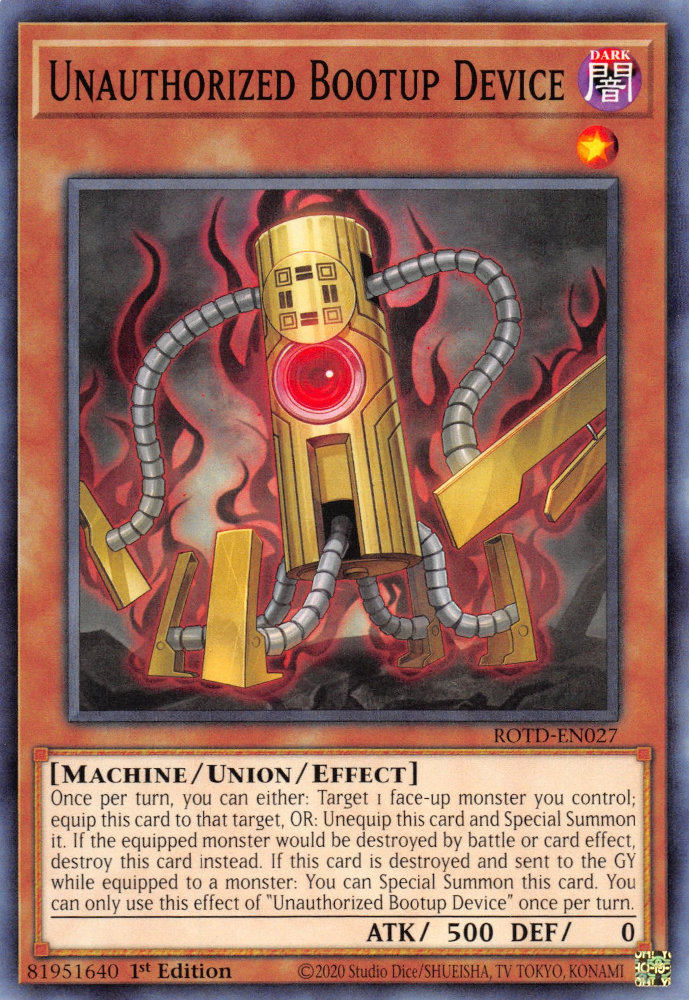 UNAUTHORIZED BOOTUP DEVICE
DARK
闇
ROTD-EN027
[MACHINE/UNION/EFFECT]
Once per turn, you can either: Target 1 face-up monster you control;
equip this card to that target, OR: Unequip this card and Special Summon
it. If the equipped monster would be destroyed by battle or card effect,
destroy this card instead. If this card is destroyed and sent to the GY
while equipped to a monster: You can Special Summon this card. You
can only use this effect of "Unauthorized Bootup Device" once per turn.
ATK/ 500 DEF/ 0
81951640 1st Edition ©2020 Studio Dice/SHUEISHA, TV TOKYO, KONAMI